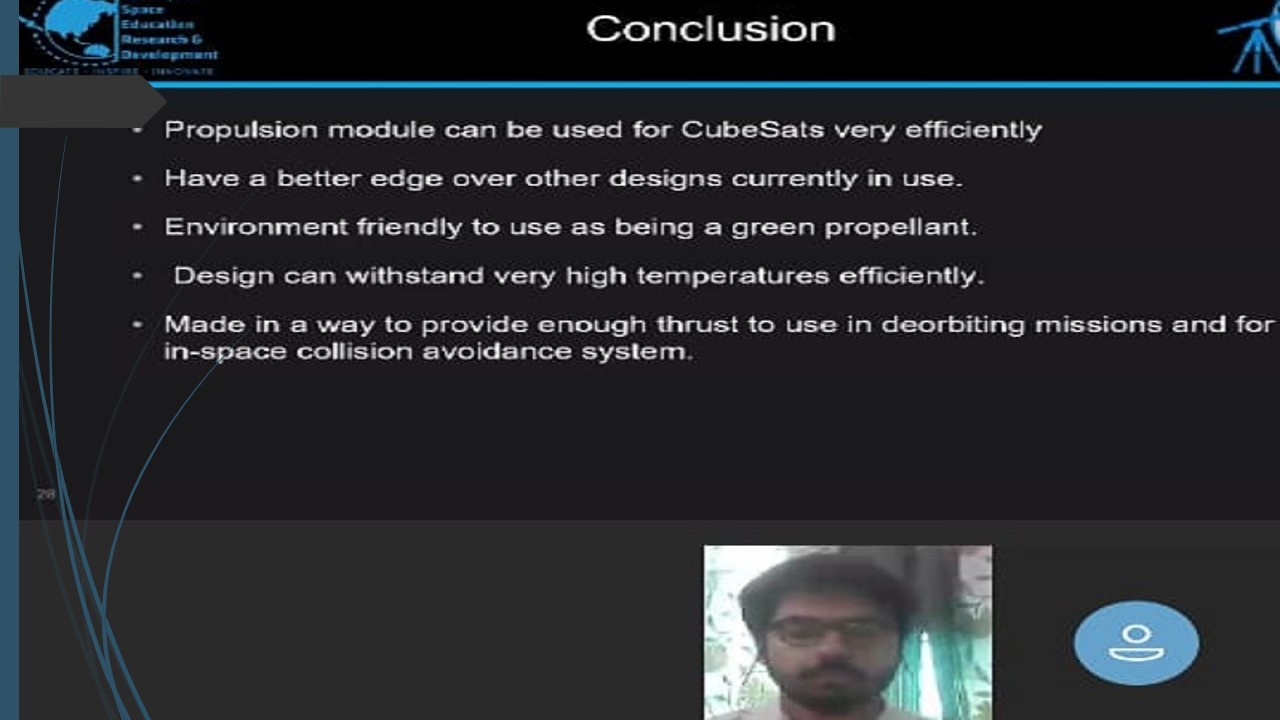 Space
Education
Research &
Development
EDUCATE - INSPIRE - INNOVATE
Conclusion
• Propulsion module can be used for CubeSats very efficiently
• Have a better edge over other designs currently in use.
• Environment friendly to use as being a green propellant.
• Design can withstand very high temperatures efficiently.
• Made in a way to provide enough thrust to use in deorbiting missions and for
in-space collision avoidance system.
28